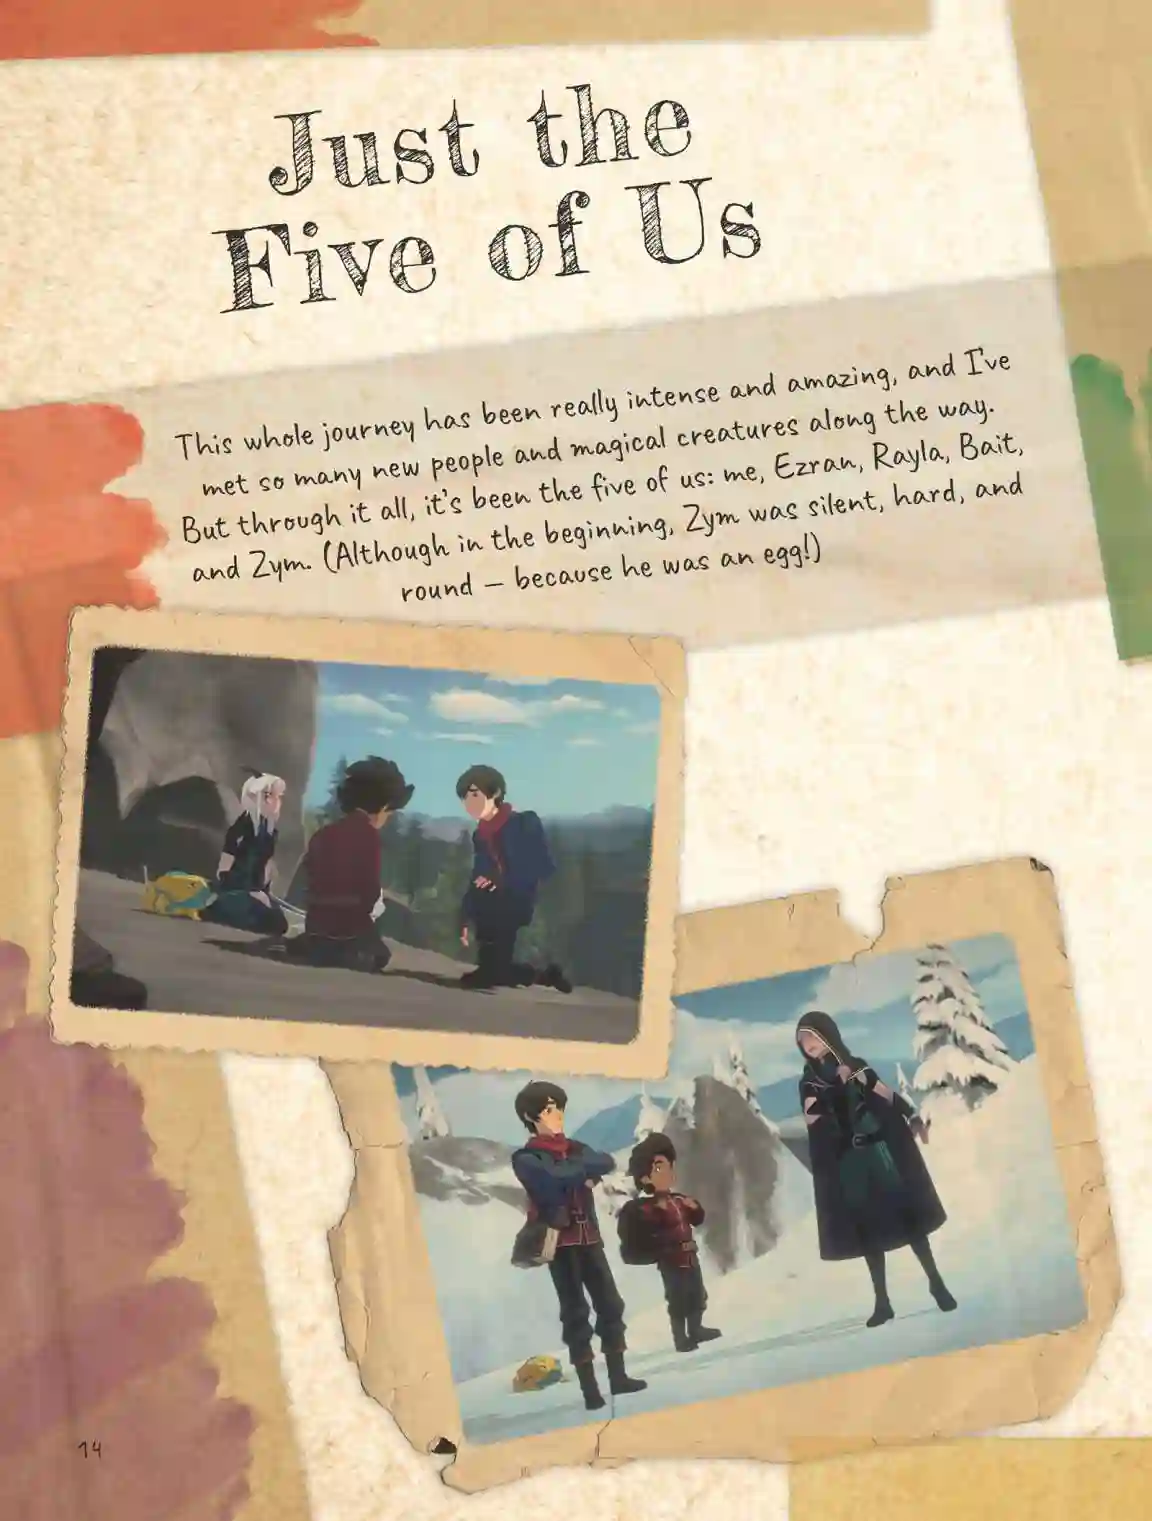 Just the
Five of Us
This whole journey has been really intense and amazing, and I've
met so many new people and magical creatures along the way.
But through it all, it's been the five of us: me, Ezran, Rayla, Bait,
and Zym. (Although in the beginning, Zym was silent, hard, and
round – because he was an egg!)
14